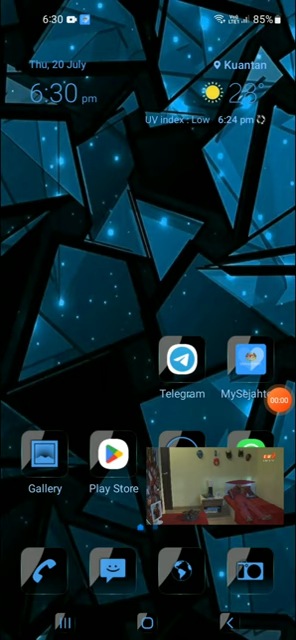 6:30
85%
Thu, 20 July
6:30 pm
Kuantan
UV index : Low 6:24 pm
Telegram
MySejaht
00:00
Gallery
Play Store